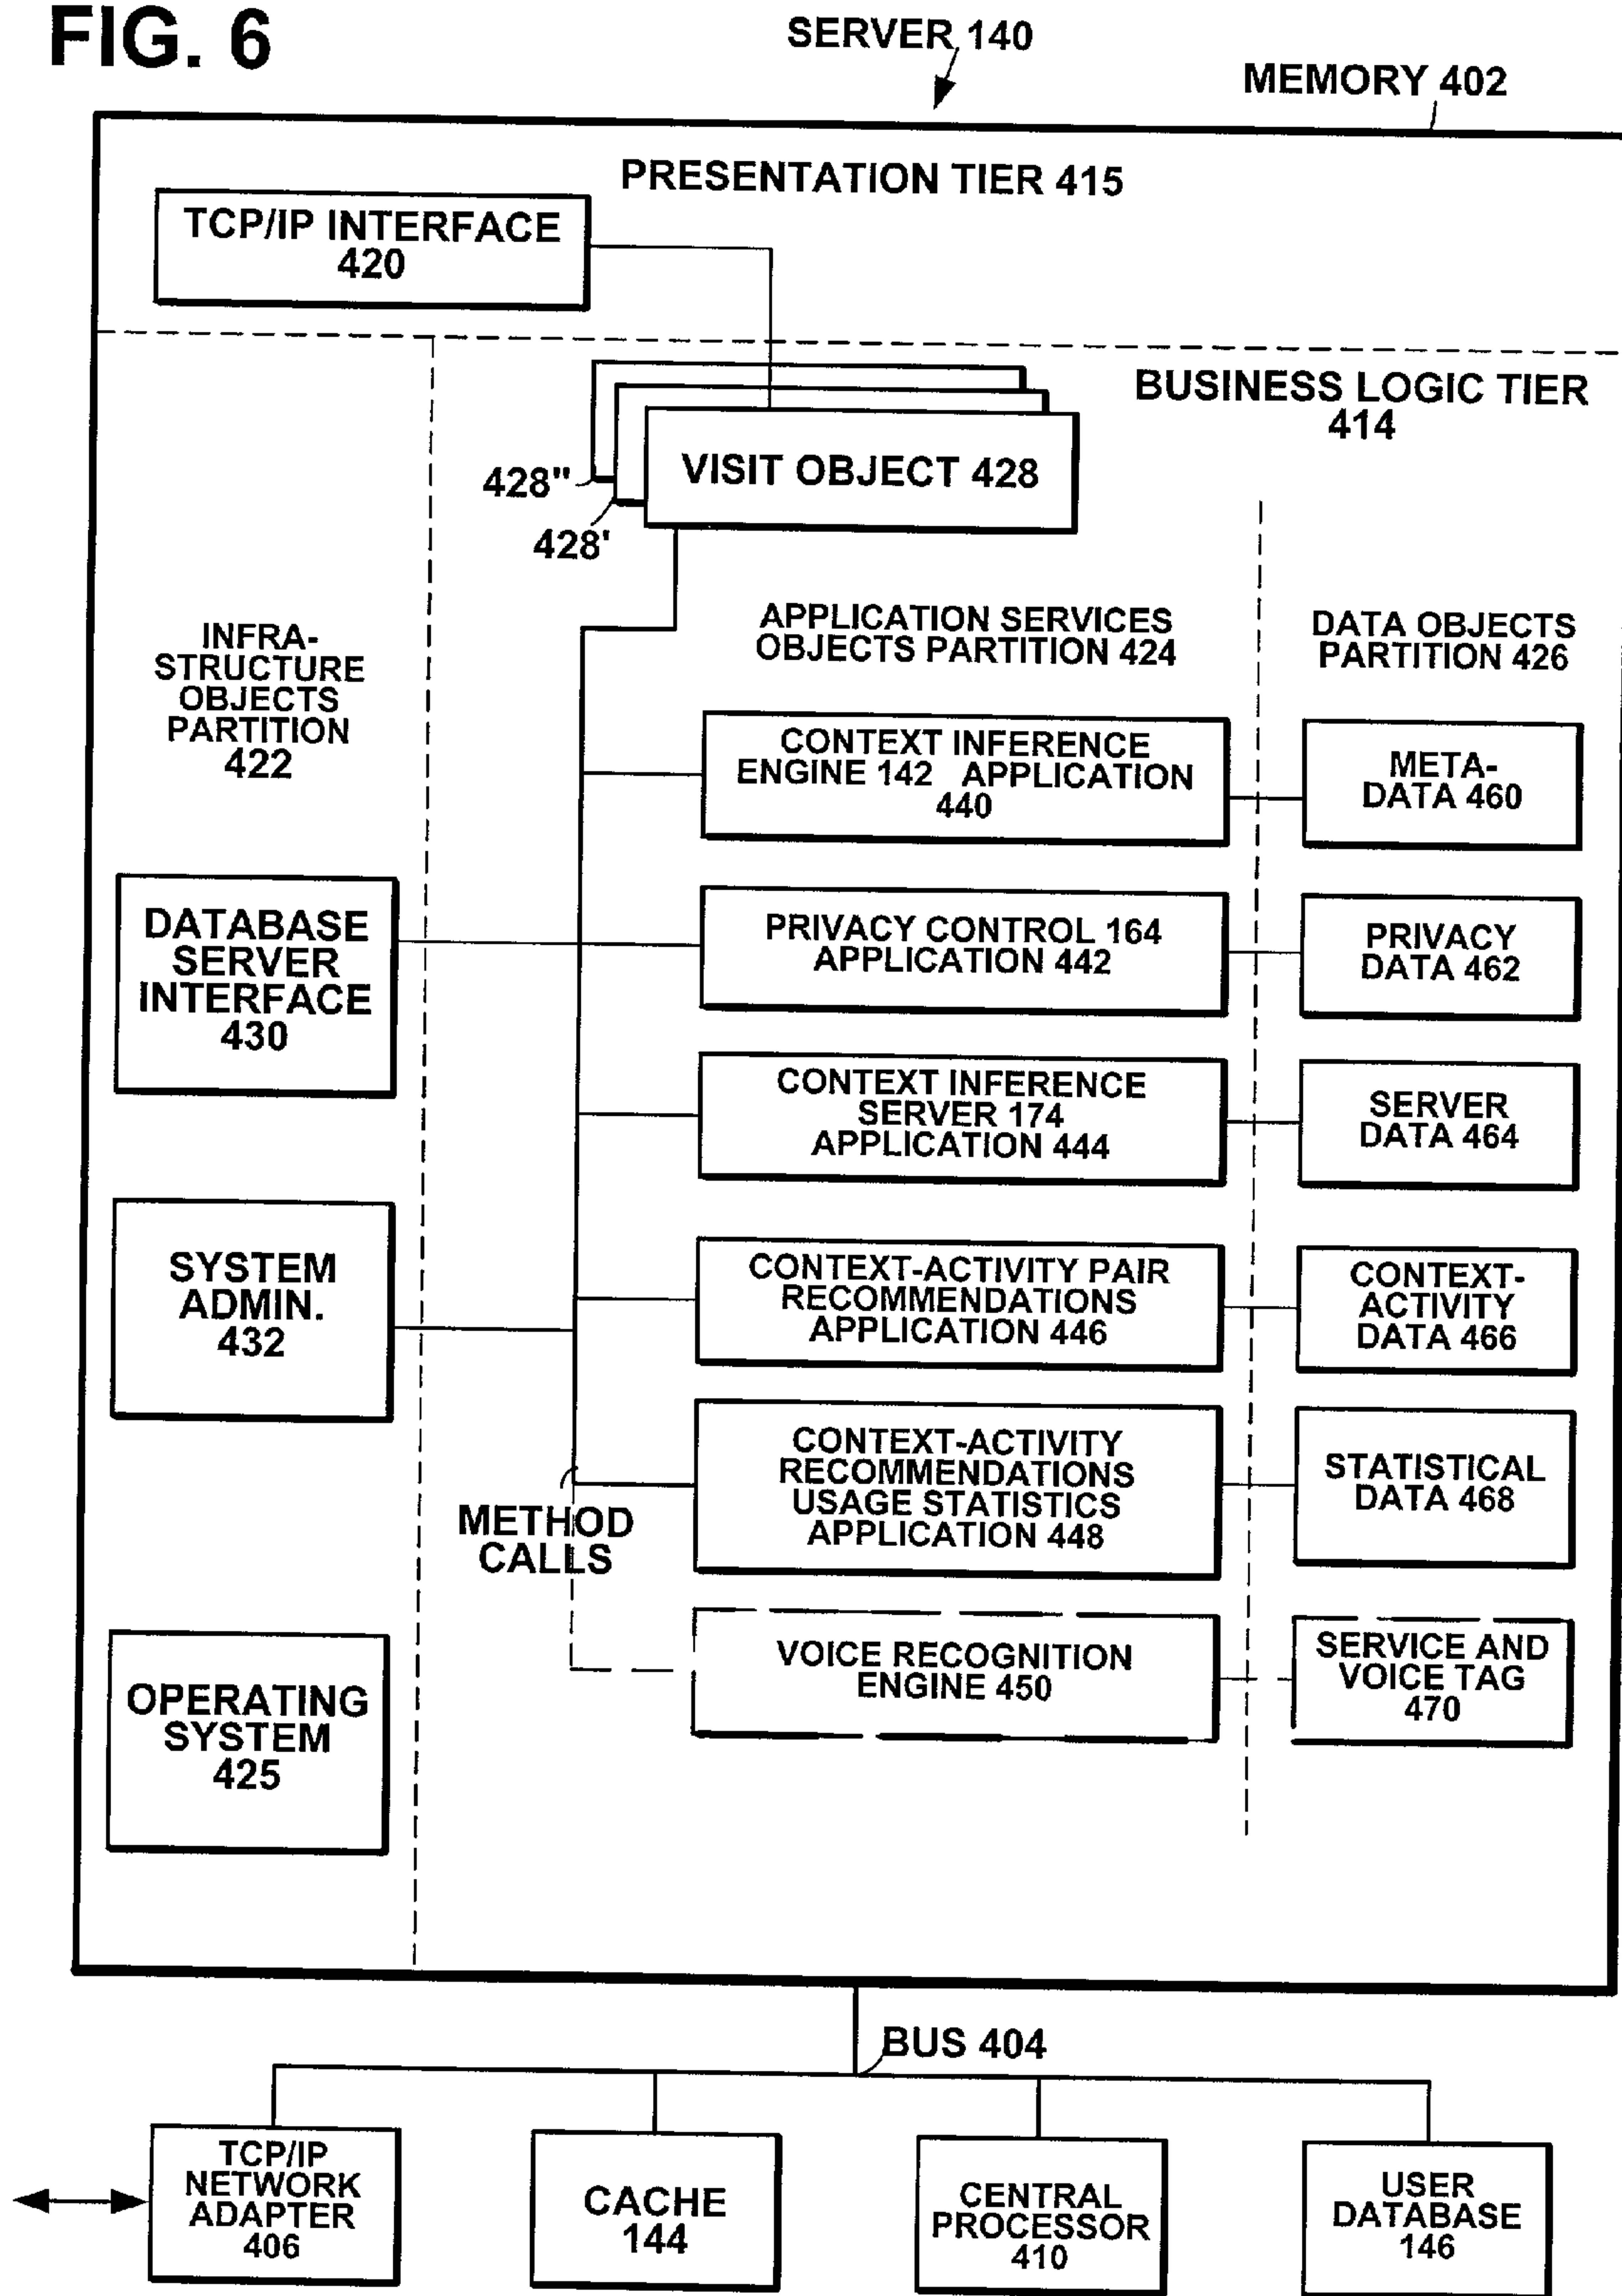 FIG. 6
SERVER 140
MEMORY 402
PRESENTATION TIER 415
TCP/IP INTERFACE
420
BUSINESS LOGIC TIER
414
VISIT OBJECT 428
428"
428'
INFRA-
STRUCTURE
OBJECTS
PARTITION
422
APPLICATION SERVICES
OBJECTS PARTITION 424
DATA OBJECTS
PARTITION 426
CONTEXT INFERENCE
ENGINE 142 APPLICATION
440
META-
DATA 460
DATABASE
SERVER
INTERFACE
430
PRIVACY CONTROL 164
APPLICATION 442
PRIVACY
DATA 462
CONTEXT INFERENCE
SERVER 174
APPLICATION 444
SERVER
DATA 464
SYSTEM
ADMIN.
432
CONTEXT-ACTIVITY PAIR
RECOMMENDATIONS
APPLICATION 446
CONTEXT-
ACTIVITY
DATA 466
METHOD
CALLS
CONTEXT-ACTIVITY
RECOMMENDATIONS
USAGE STATISTICS
APPLICATION 448
STATISTICAL
DATA 468
OPERATING
SYSTEM
425
VOICE RECOGNITION
ENGINE 450
SERVICE AND
VOICE TAG
470
BUS 404
TCP/IP
NETWORK
ADAPTER
406
CACHE
144
CENTRAL
PROCESSOR
410
USER
DATABASE
146